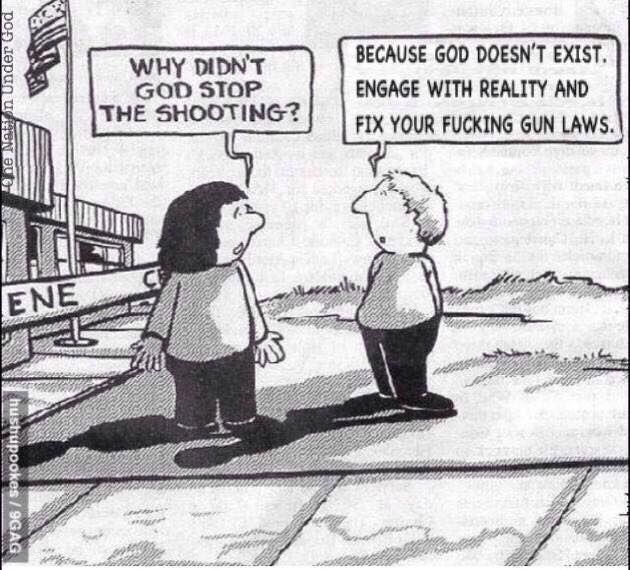 One Nation Under God
WHY DIDN'T
GOD STOP
THE SHOOTING?
BECAUSE GOD DOESN'T EXIST.
ENGAGE WITH REALITY AND
FIX YOUR FUCKING GUN LAWS.
ENE
C
hushupookes / 9GAG